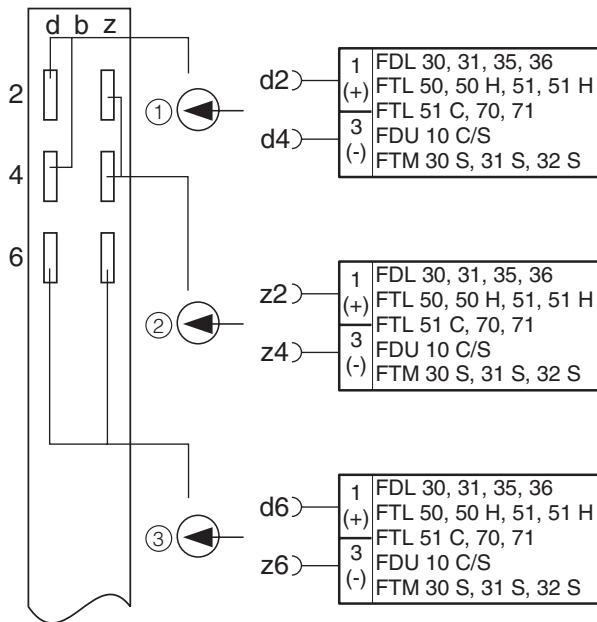 d b z
2
4
6
① 
d2
d4
1
(+)
3
(-)
FDL 30, 31, 35, 36
FTL 50, 50 H, 51, 51 H
FTL 51 C, 70, 71
FDU 10 C/S
FTM 30 S, 31 S, 32 S
②
z2
z4
1
(+)
3
(-)
FDL 30, 31, 35, 36
FTL 50, 50 H, 51, 51 H
FTL 51 C, 70, 71
FDU 10 C/S
FTM 30 S, 31 S, 32 S
③
d6
z6
1
(+)
3
(-)
FDL 30, 31, 35, 36
FTL 50, 50 H, 51, 51 H
FTL 51 C, 70, 71
FDU 10 C/S
FTM 30 S, 31 S, 32 S